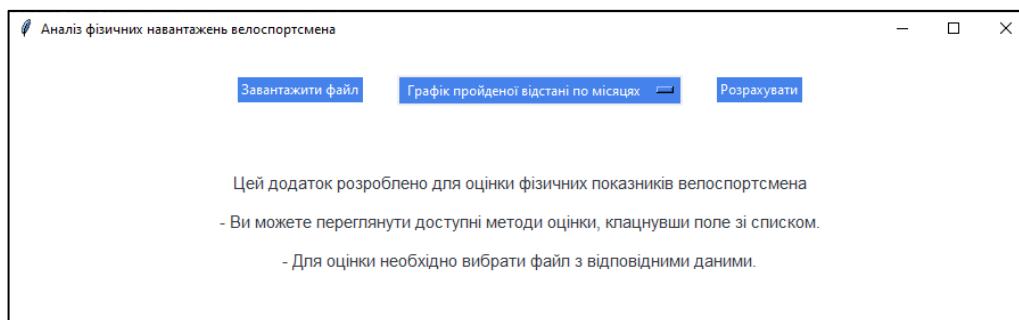 Аналіз фізичних навантажень велоспортсмена
Завантажити файл
Графік пройденої відстані по місяцях
Розрахувати
Цей додаток розроблено для оцінки фізичних показників велоспортсмена
- Ви можете переглянути доступні методи оцінки, клацнувши поле зі списком.
- Для оцінки необхідно вибрати файл з відповідними даними.